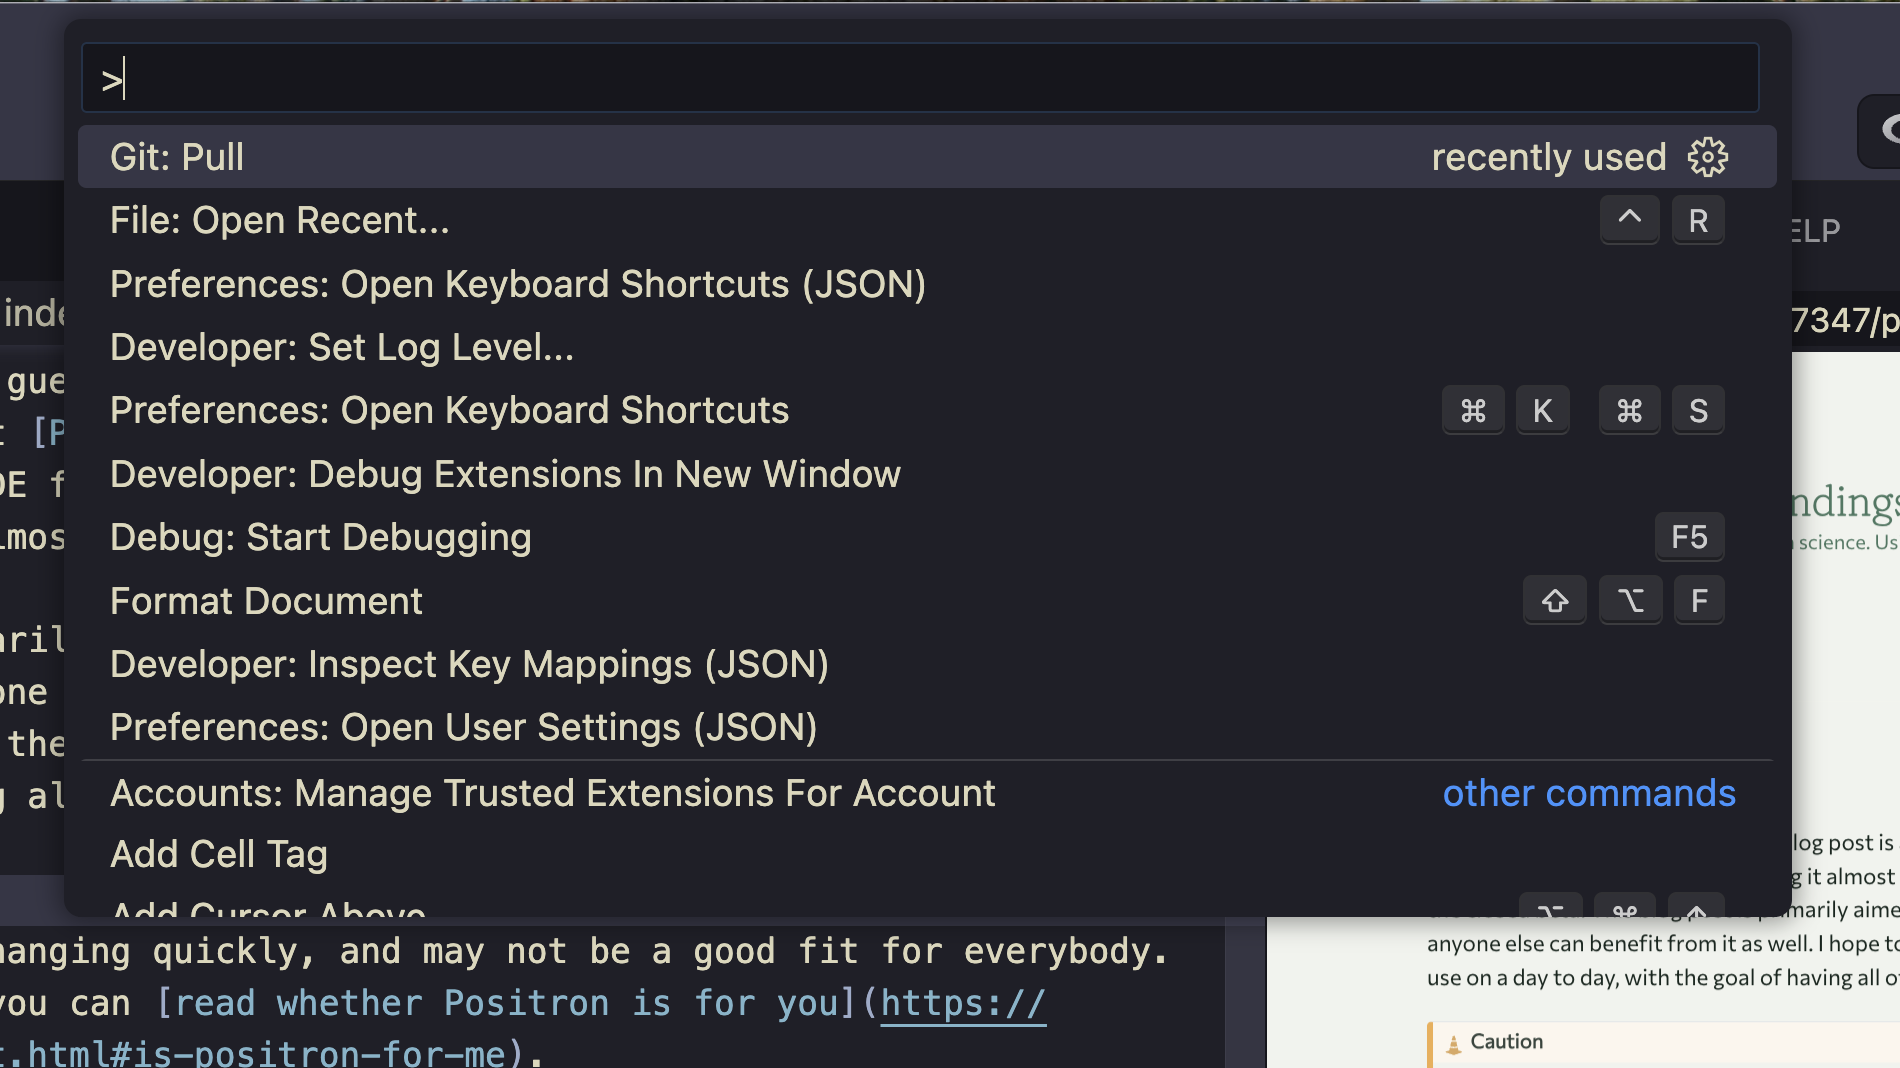 >
Git: Pull recently used
File: Open Recent... ^ R
Preferences: Open Keyboard Shortcuts (JSON)
Developer: Set Log Level...
Preferences: Open Keyboard Shortcuts ⌘ K ⌘ S
Developer: Debug Extensions In New Window
Debug: Start Debugging F5
Format Document ⇧ ⌥ F
Developer: Inspect Key Mappings (JSON)
Preferences: Open User Settings (JSON)
Accounts: Manage Trusted Extensions For Account other commands
Add Cell Tag
Add Cursor Above ⌥ ⌘ ↑
inde
gue
[P
DE f
mos
ril
one
the
al
hanging quickly, and may not be a good fit for everybody.
you can [read whether Positron is for you](https://
t.html#is-positron-for-me).
ELP
7347/p
ndings
science. Us
log post is
g it almost
marily aime
anyone else can benefit from it as well. I hope to
use on a day to day, with the goal of having all o
Caution